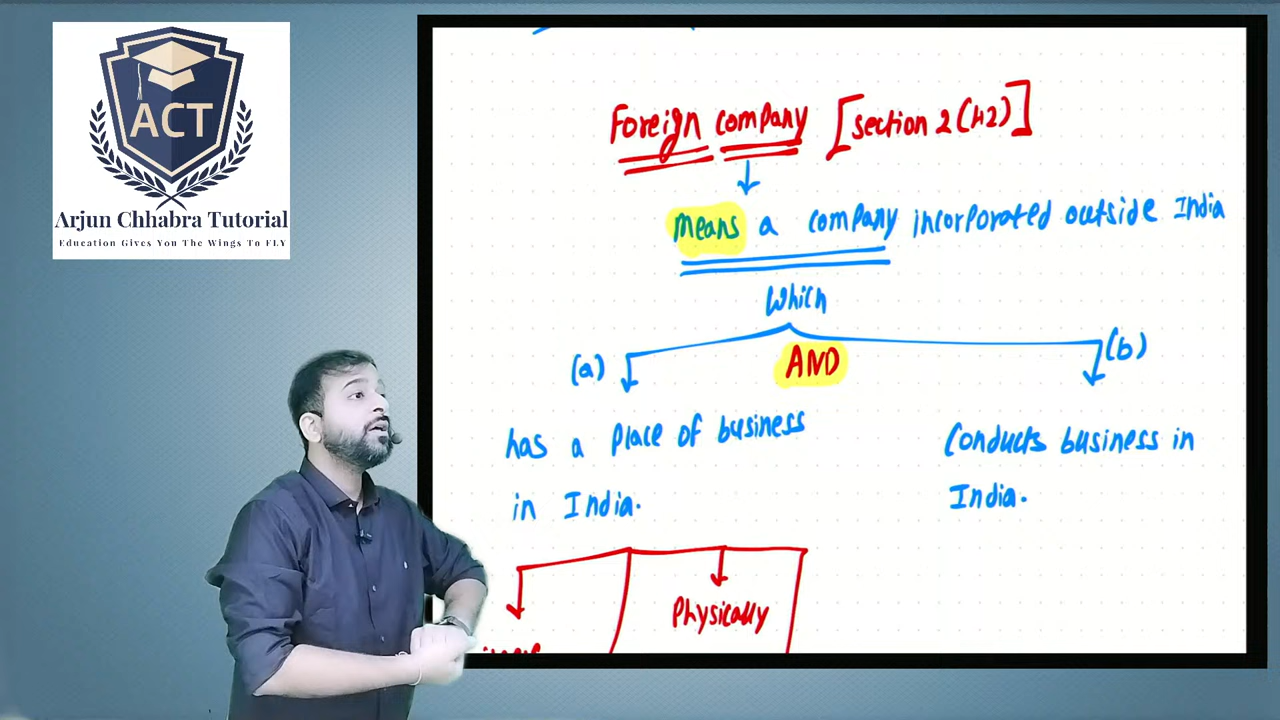 ACT
Arjun Chhabra Tutorial
Education Gives You The Wings To FLY
Foreign company [section 2(42)]
Means a company incorporated outside India
Which
(a) AND (b)
has a place of business
in India.
Conducts business in
India.
Physically